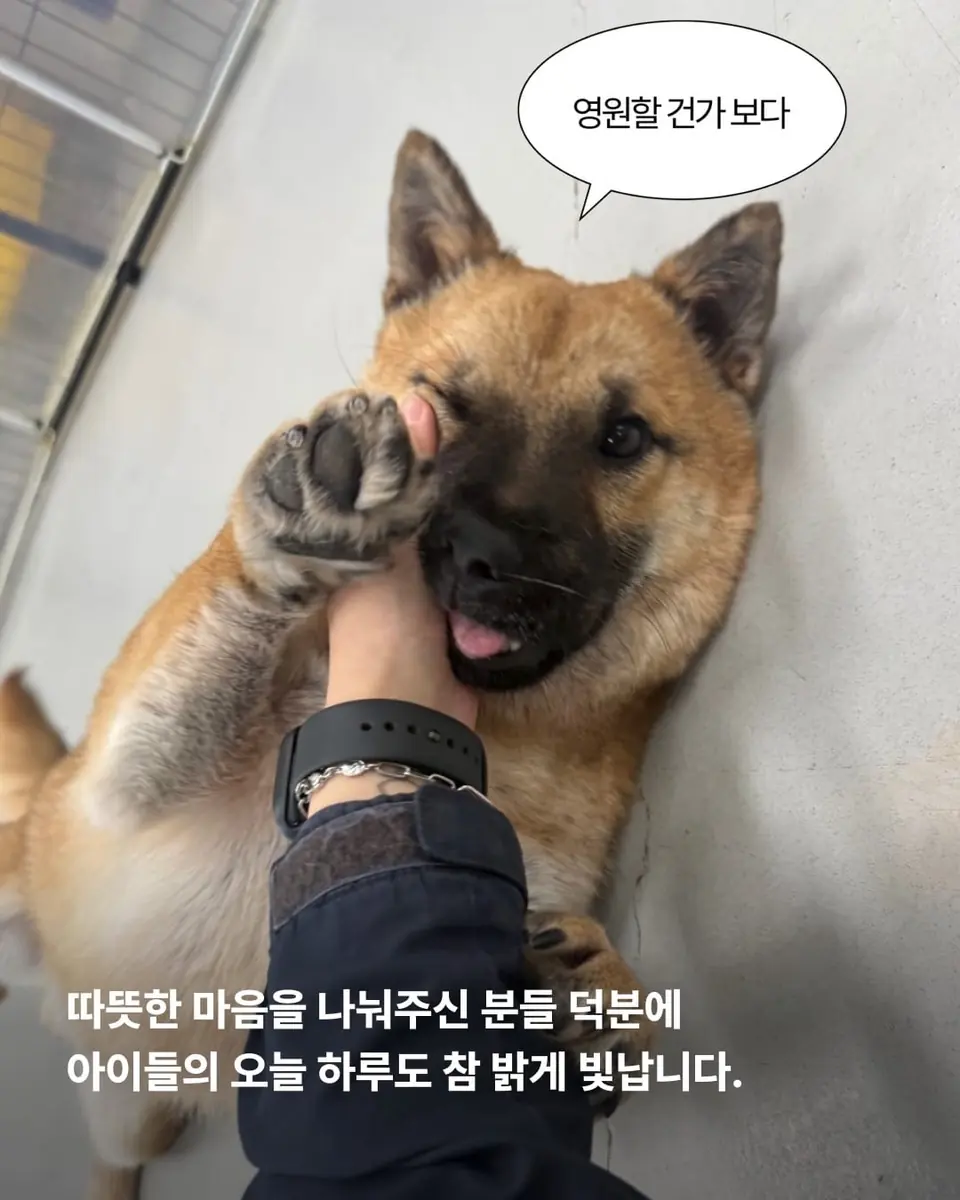 영원할 건가 보다
따뜻한 마음을 나눠주신 분들 덕분에
아이들의 오늘 하루도 참 밝게 빛납니다.